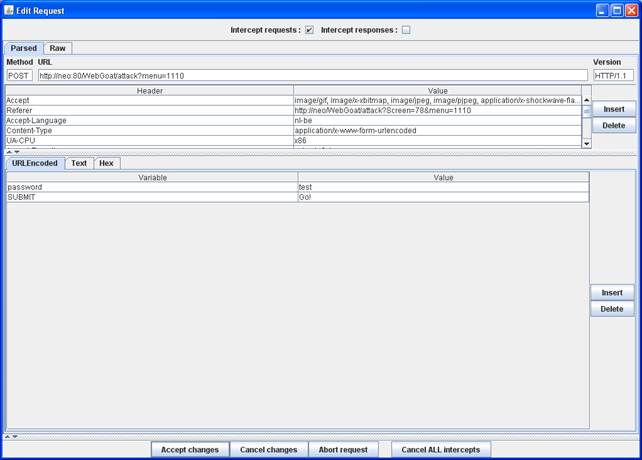 Edit Request
Intercept requests : Intercept responses :
Parsed Raw
Method URL Version
POST http://neo:80/WebGoat/attack?menu=1110 HTTP/1.1
Header Value
Accept image/gif, image/x-xbitmap, image/jpeg, image/pjpeg, application/x-shockwave-fla...
Referer http://neo/WebGoat/attack?Screen=78&menu=1110
Accept-Language nl-be
Content-Type application/x-www-form-urlencoded
UA-CPU x86
Insert
Delete
URLEncoded Text Hex
Variable Value
password test
SUBMIT Go!
Insert
Delete
Accept changes Cancel changes Abort request Cancel ALL intercepts